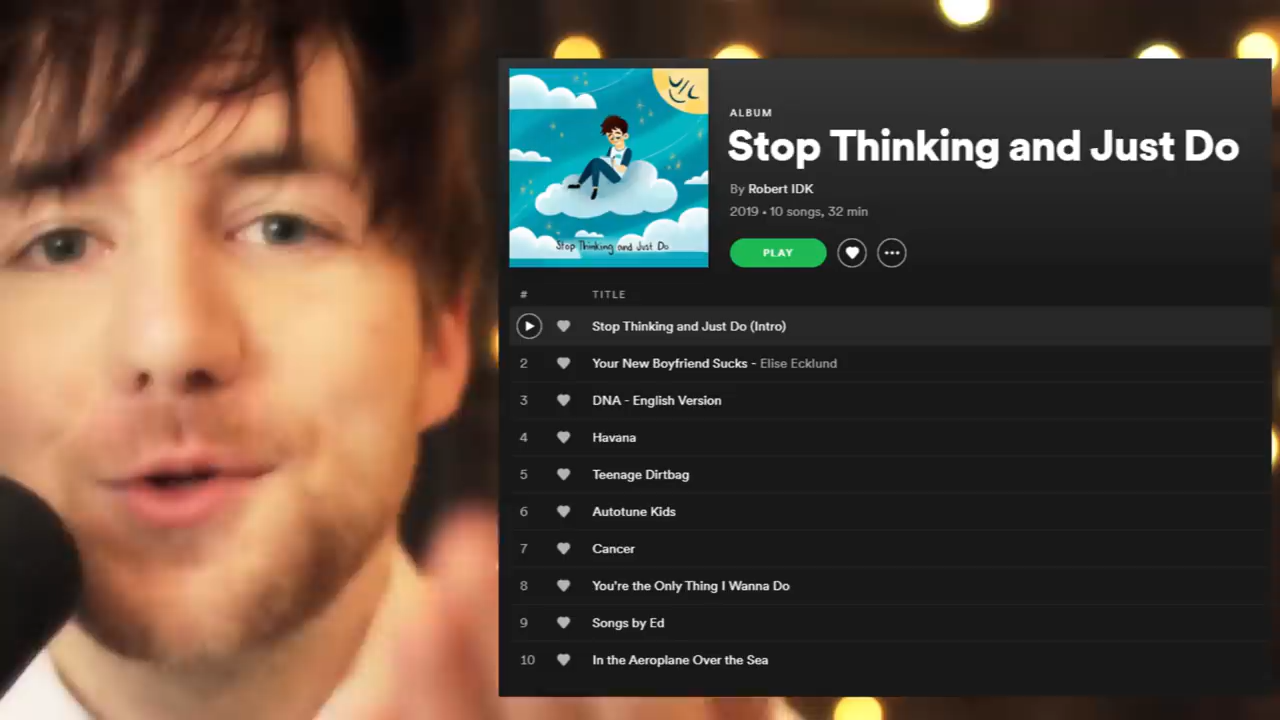 Stop Thinking and Just Do
ALBUM
Stop Thinking and Just Do
By Robert IDK
2019 • 10 songs, 32 min
PLAY
# TITLE
Stop Thinking and Just Do (Intro)
2 Your New Boyfriend Sucks - Elise Ecklund
3 DNA - English Version
4 Havana
5 Teenage Dirtbag
6 Autotune Kids
7 Cancer
8 You're the Only Thing I Wanna Do
9 Songs by Ed
10 In the Aeroplane Over the Sea